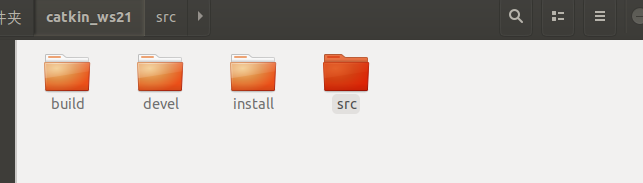 件夹 catkin_ws21 src
build devel install src